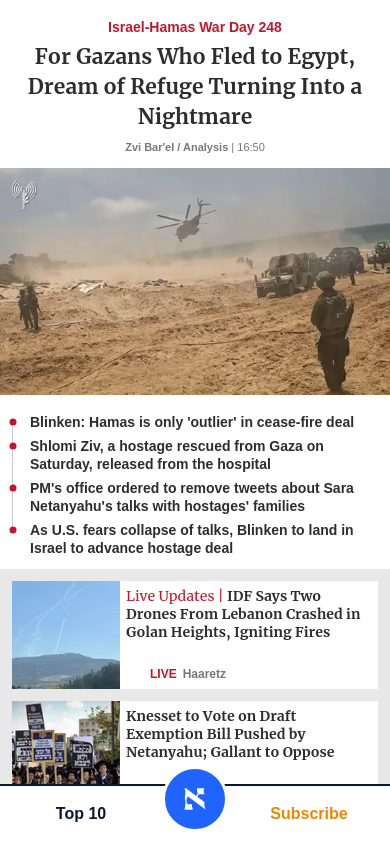 Israel-Hamas War Day 248
For Gazans Who Fled to Egypt,
Dream of Refuge Turning Into a
Nightmare
Zvi Bar'el / Analysis | 16:50
Blinken: Hamas is only 'outlier' in cease-fire deal
Shlomi Ziv, a hostage rescued from Gaza on
Saturday, released from the hospital
PM's office ordered to remove tweets about Sara
Netanyahu's talks with hostages' families
As U.S. fears collapse of talks, Blinken to land in
Israel to advance hostage deal
Live Updates | IDF Says Two
Drones From Lebanon Crashed in
Golan Heights, Igniting Fires
LIVE Haaretz
Knesset to Vote on Draft
Exemption Bill Pushed by
Netanyahu; Gallant to Oppose
Top 10
א
Subscribe